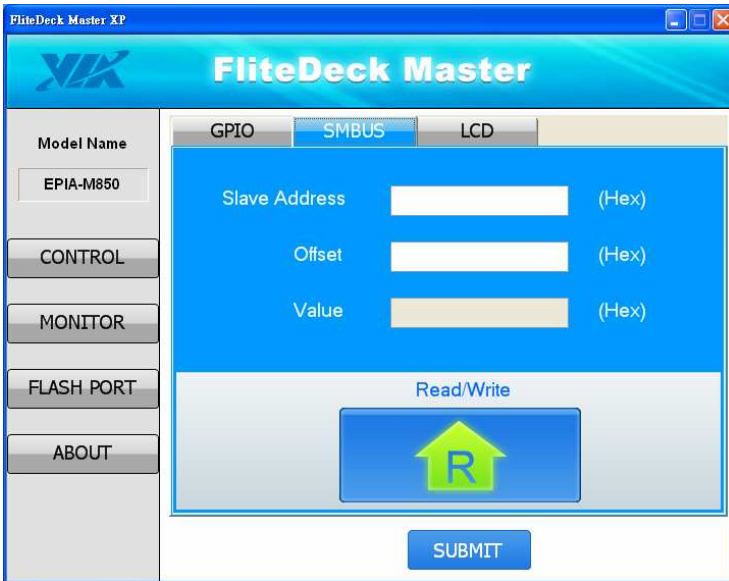 FliteDeck Master XP
VIA
FliteDeck Master
Model Name
EPIA-M850
CONTROL
MONITOR
FLASH PORT
ABOUT
GPIO SMBUS LCD
Slave Address (Hex)
Offset (Hex)
Value (Hex)
Read/Write
R
SUBMIT